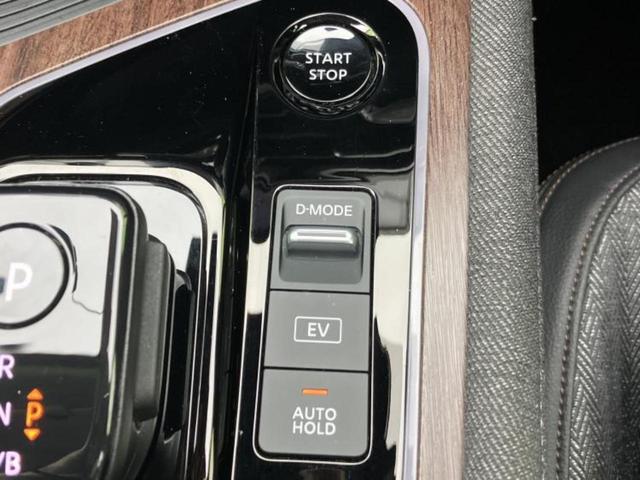 START
STOP
D-MODE
P
EV
R
N P
/B
AUTO
HOLD